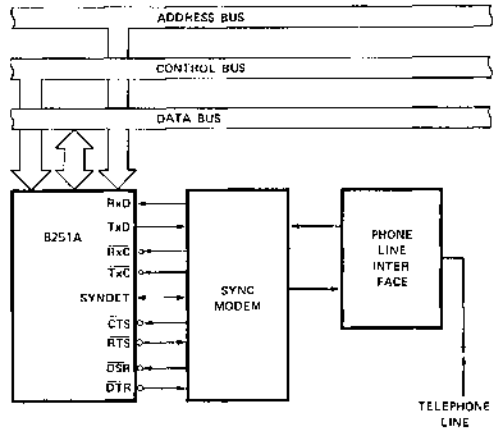 ADDRESS BUS
CONTROL BUS
DATA BUS
8251A
RxD
TxD
RxC
TxC
SYNDET
CTS
RTS
DSR
DTR
SYNC
MODEM
PHONE
LINE
INTER
FACE
TELEPHONE
LINE